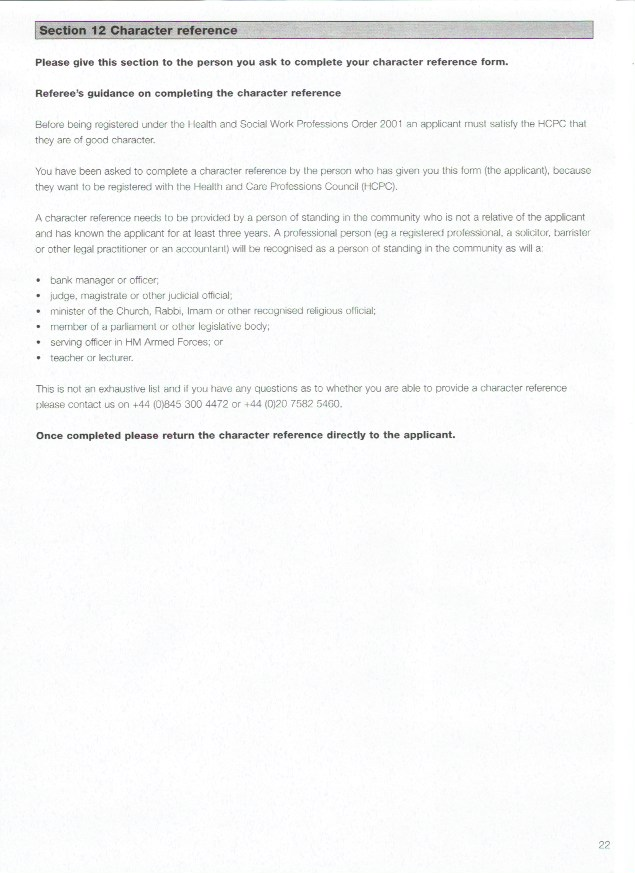 Section 12 Character reference
Please give this section to the person you ask to complete your character reference form.
Referee's guidance on completing the character reference
Before being registered under the Health and Social Work Professions Order 2001 an applicant must satisfy the HCPC that
they are of good character.
You have been asked to complete a character reference by the person who has given you this form (the applicant), because
they want to be registered with the Health and Care Professions Council (HCPC).
A character reference needs to be provided by a person of standing in the community who is not a relative of the applicant
and has known the applicant for at least three years. A professional person (eg a registered professional, a solicitor, barrister
or other legal practitioner or an accountant) will be recognised as a person of standing in the community as will a:
• bank manager or officer;
• judge, magistrate or other judicial official;
• minister of the Church, Rabbi, Imam or other recognised religious official;
• member of a parliament or other legislative body;
• serving officer in HM Armed Forces; or
• teacher or lecturer.
This is not an exhaustive list and if you have any questions as to whether you are able to provide a character reference
please contact us on +44 (0)845 300 4472 or +44 (0)20 7582 5460.
Once completed please return the character reference directly to the applicant.
22